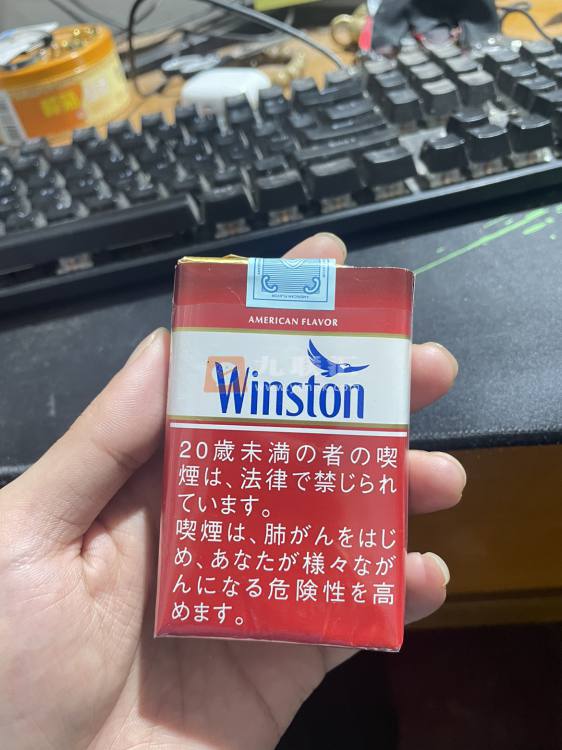 AMERICAN FLAVOR
Winston
20歳未満の者の喫
煙は、法律で禁じられ
ています。
喫煙は、肺がんをはじ
め、あなたが様々なが
んになる危険性を高
めます。